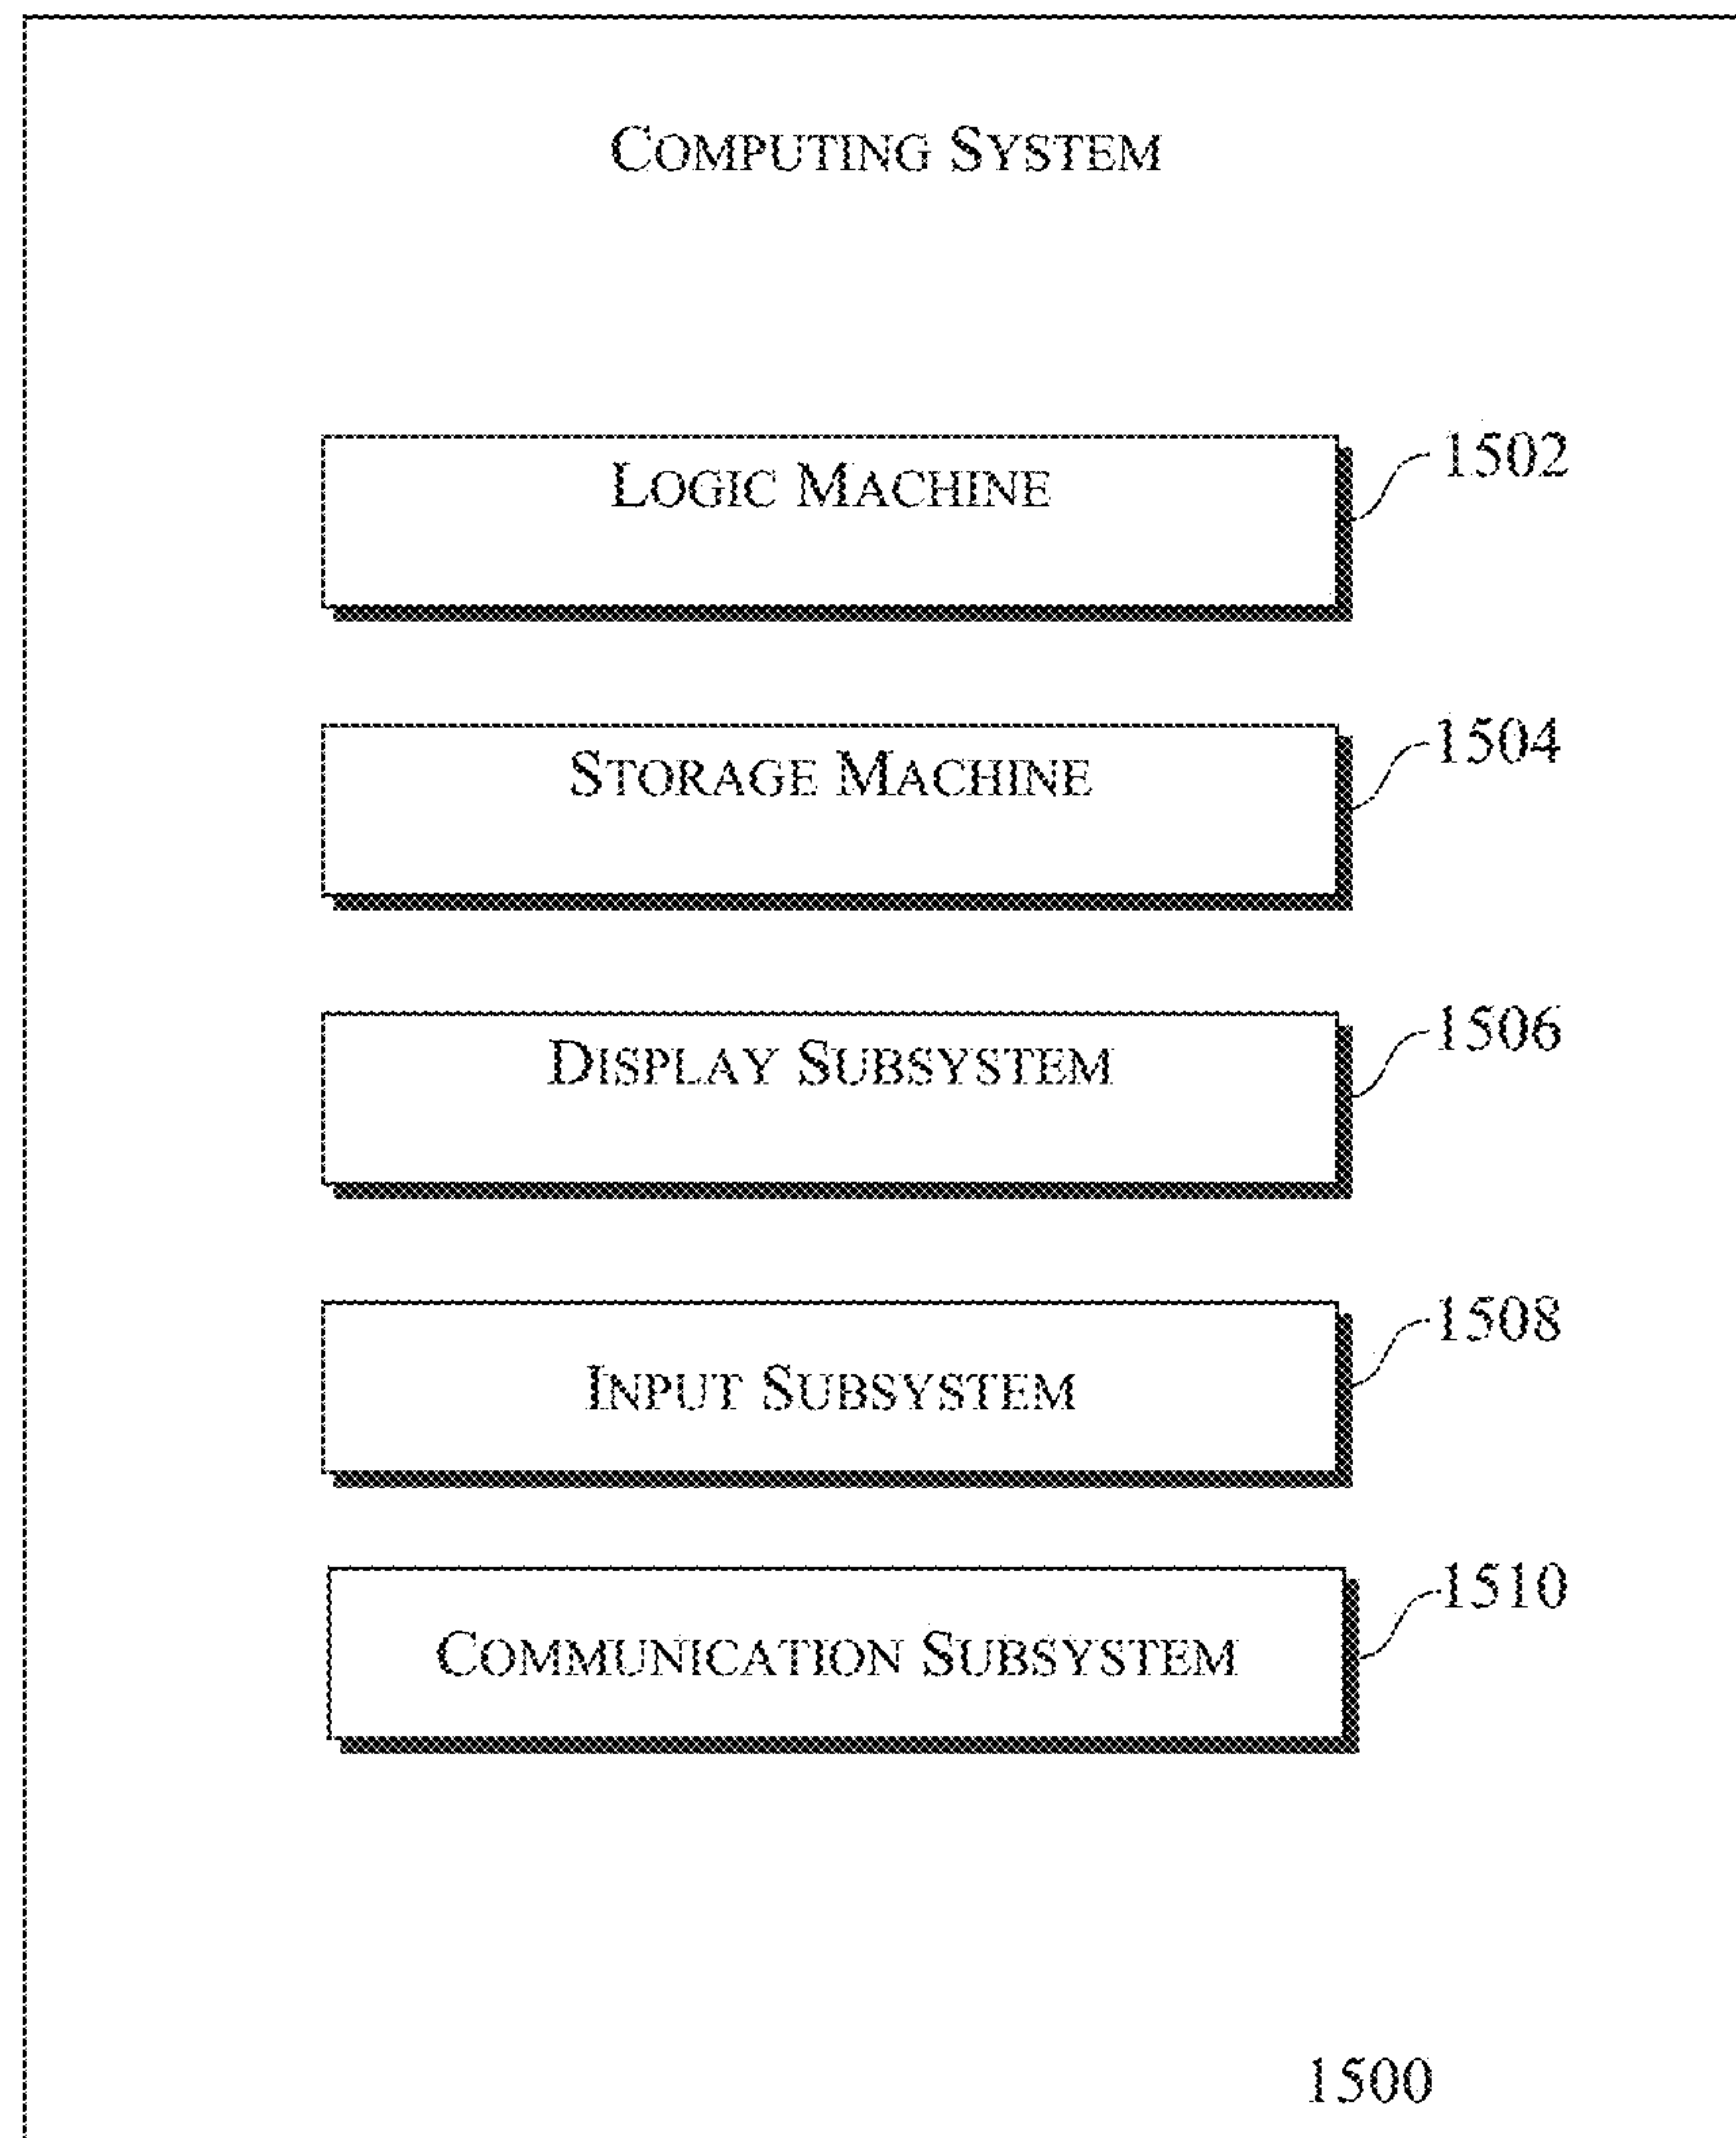 COMPUTING SYSTEM
LOGIC MACHINE
1502
STORAGE MACHINE
1504
DISPLAY SUBSYSTEM
1506
INPUT SUBSYSTEM
1508
COMMUNICATION SUBSYSTEM
1510
1500